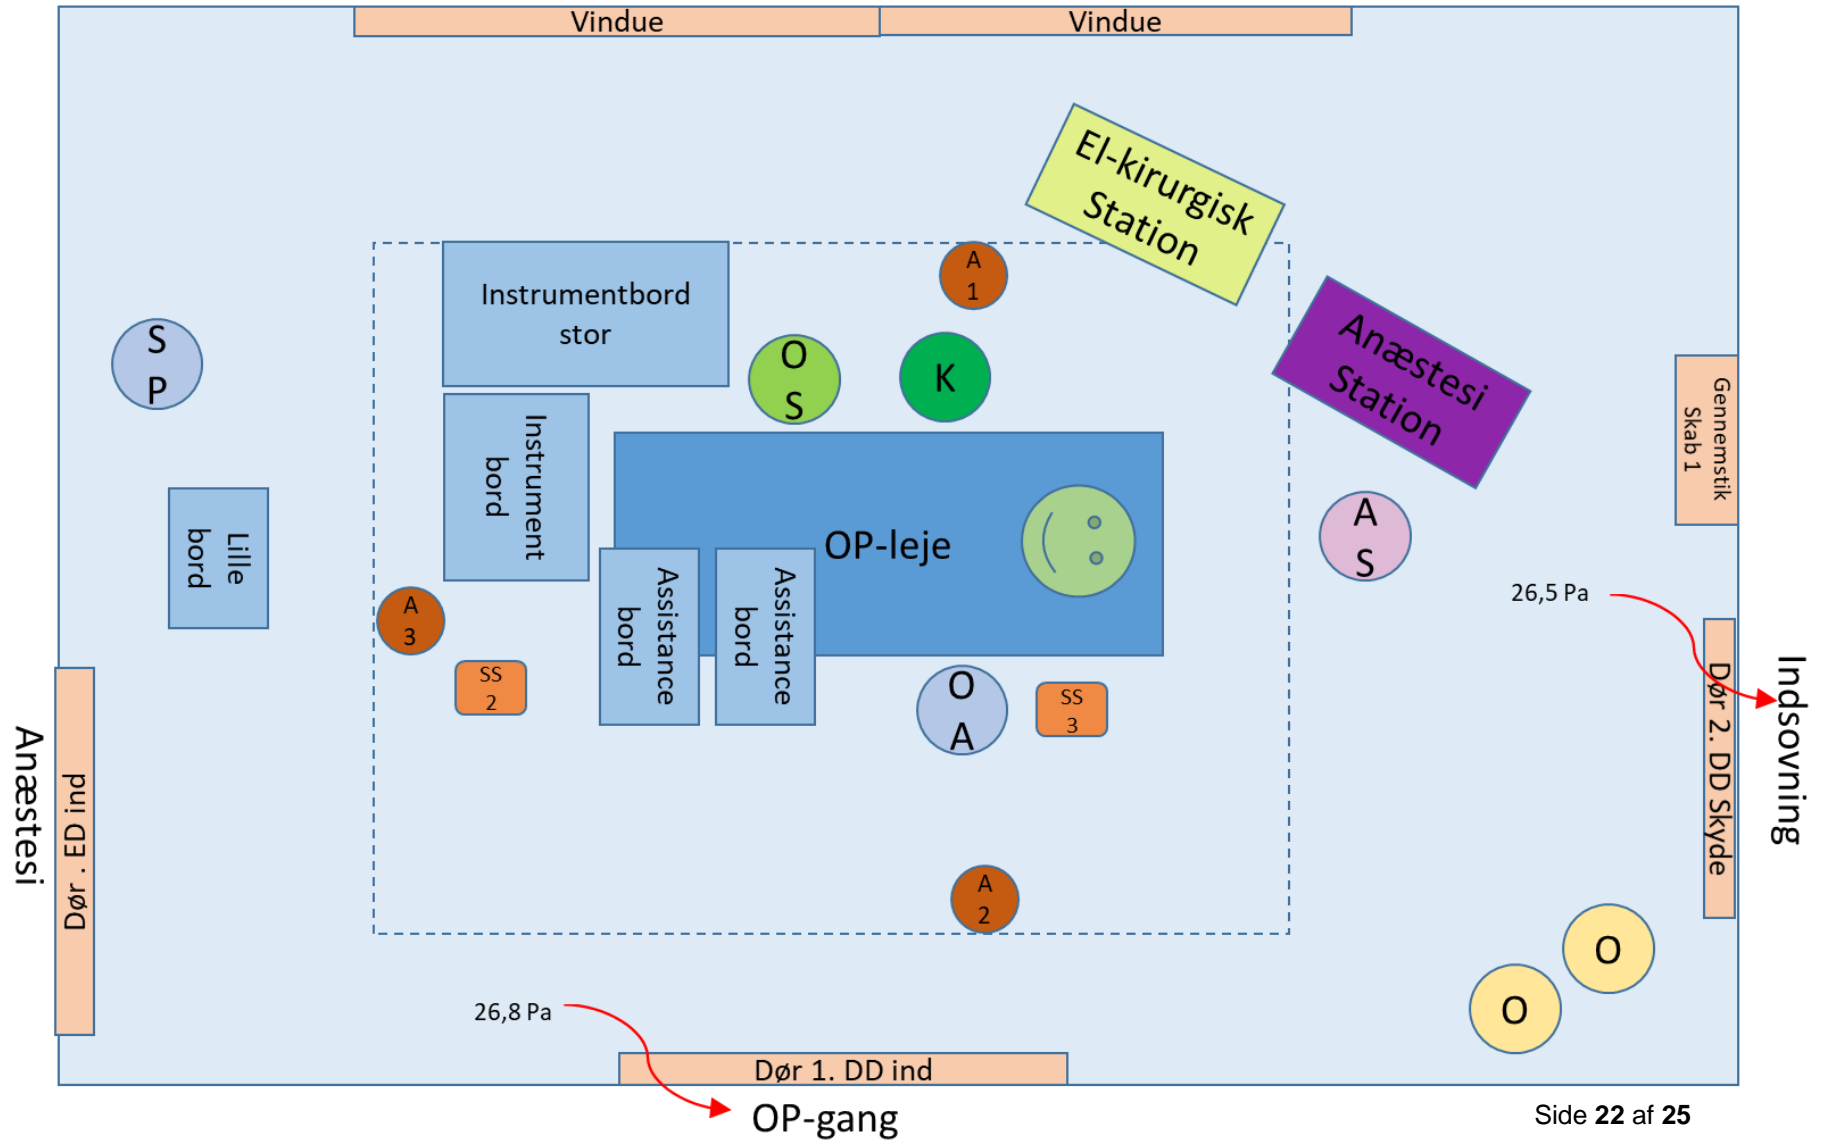 Vindue
Vindue
El-kirurgisk
Station
A
1
Instrumentbord
stor
S
P
O
S
K
Anæstesi
Station
Gennemstik
Skab 1
Instrument
bord
OP-leje
A
S
Lille
bord
Assistance
bord
Assistance
bord
A
3
26,5 Pa
SS
2
O
A
SS
3
Dør 2. DD Skyde
Indsovning
Anæstesi
Dør . ED ind
A
2
O
O
26,8 Pa
Dør 1. DD ind
OP-gang
Side 22 af 25